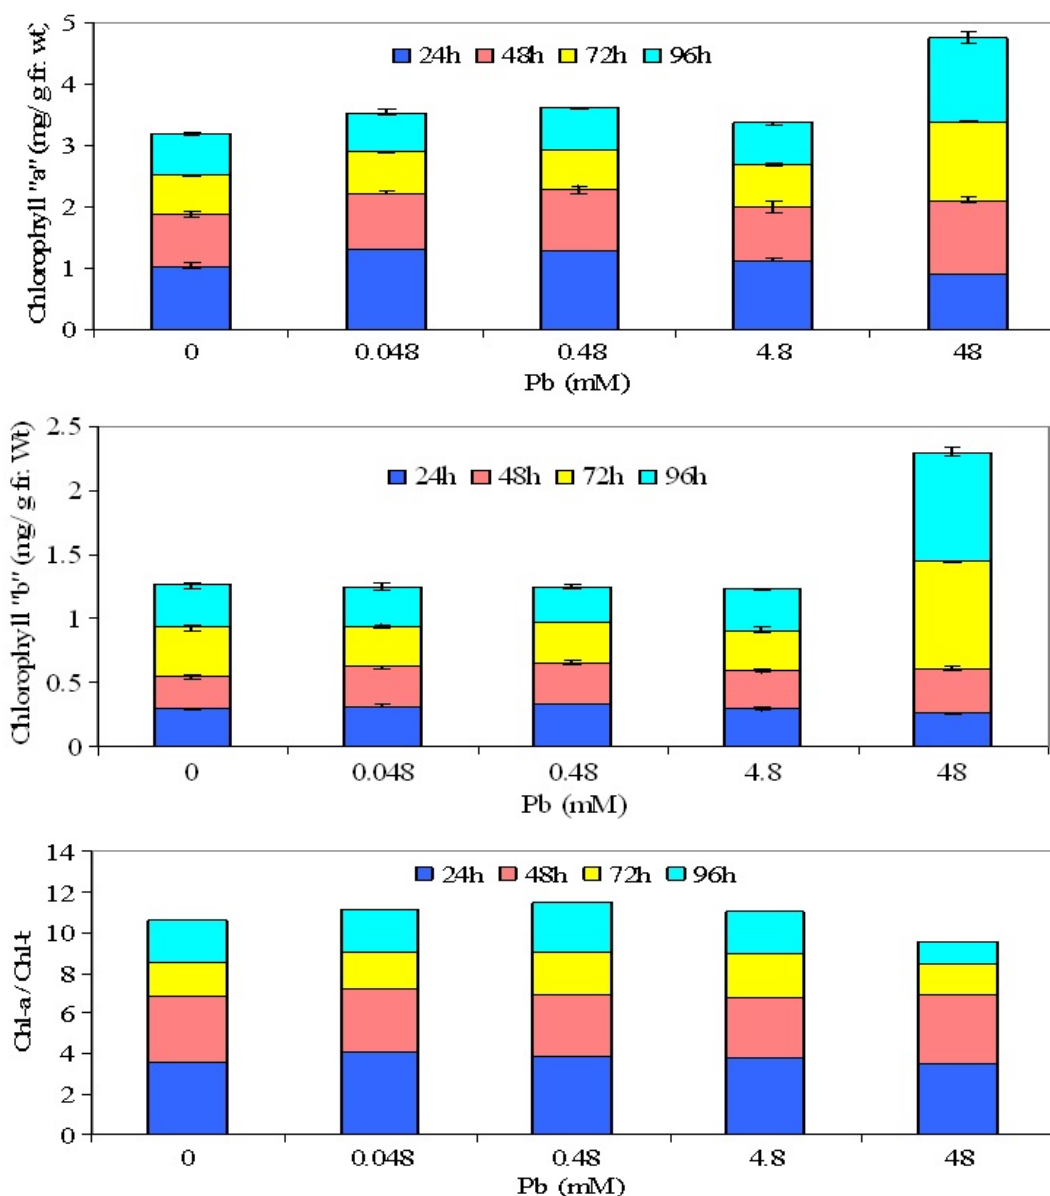 Chlorophyll "a" (mg/ g fr. wt)
5
4
3
2
1
0
24h 48h 72h 96h
0 0.048 0.48 4.8 48
Pb (mM)
Chlorophyll "b" (mg/ g fr. Wt)
2.5
2
1.5
1
0.5
0
24h 48h 72h 96h
0 0.048 0.48 4.8 48
Pb (mM)
Chl-a / Chl-t
14
12
10
8
6
4
2
0
24h 48h 72h 96h
0 0.048 0.48 4.8 48
Pb (mM)